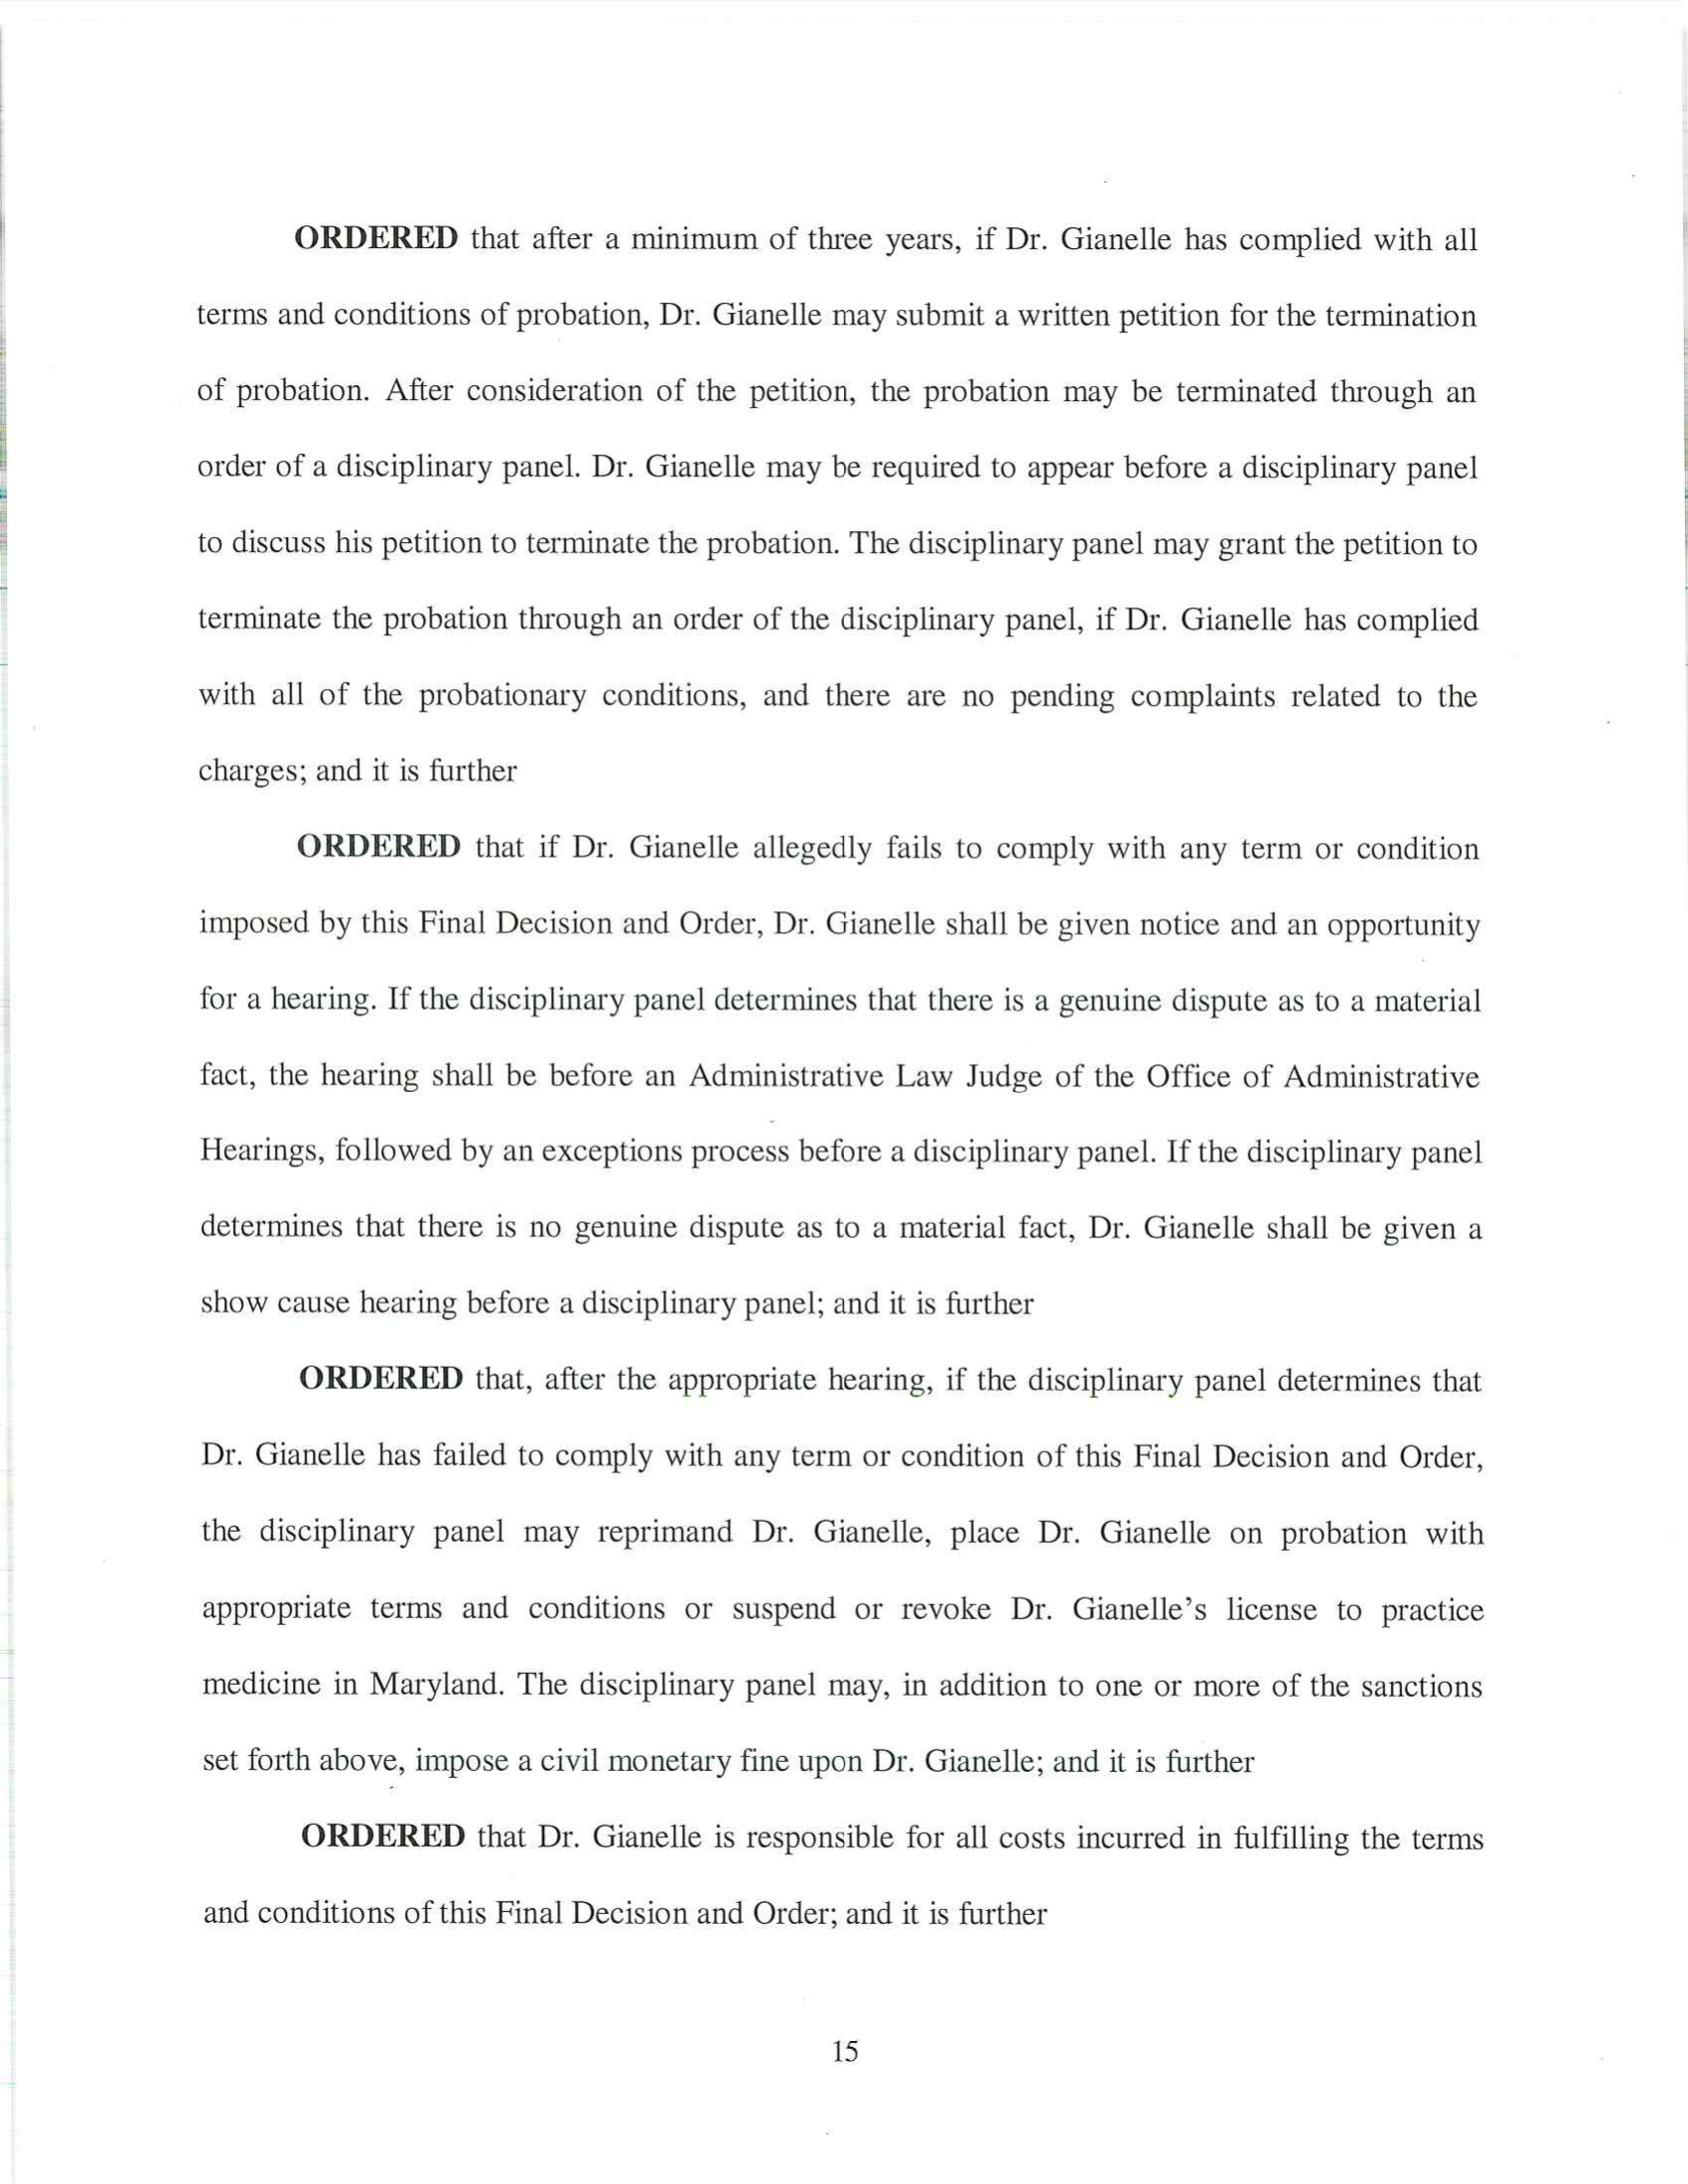 ORDERED that after a minimum of three years, if Dr. Gianelle has complied with all
terms and conditions of probation, Dr. Gianelle may submit a written petition for the termination
of probation. After consideration of the petition, the probation may be terminated through an
order of a disciplinary panel. Dr. Gianelle may be required to appear before a disciplinary panel
to discuss his petition to terminate the probation. The disciplinary panel may grant the petition to
terminate the probation through an order of the disciplinary panel, if Dr. Gianelle has complied
with all of the probationary conditions, and there are no pending complaints related to the
charges; and it is further
ORDERED that if Dr. Gianelle allegedly fails to comply with any term or condition
imposed by this Final Decision and Order, Dr. Gianelle shall be given notice and an opportunity
for a hearing. If the disciplinary panel determines that there is a genuine dispute as to a material
fact, the hearing shall be before an Administrative Law Judge of the Office of Administrative
Hearings, followed by an exceptions process before a disciplinary panel. If the disciplinary panel
determines that there is no genuine dispute as to a material fact, Dr. Gianelle shall be given a
show cause hearing before a disciplinary panel; and it is further
ORDERED that, after the appropriate hearing, if the disciplinary panel determines that
Dr. Gianelle has failed to comply with any term or condition of this Final Decision and Order,
the disciplinary panel may reprimand Dr. Gianelle, place Dr. Gianelle on probation with
appropriate terms and conditions or suspend or revoke Dr. Gianelle’s license to practice
medicine in Maryland. The disciplinary panel may, in addition to one or more of the sanctions
set forth above, impose a civil monetary fine upon Dr. Gianelle; and it is further
ORDERED that Dr. Gianelle is responsible for all costs incurred in fulfilling the terms
and conditions of this Final Decision and Order; and it is further
15